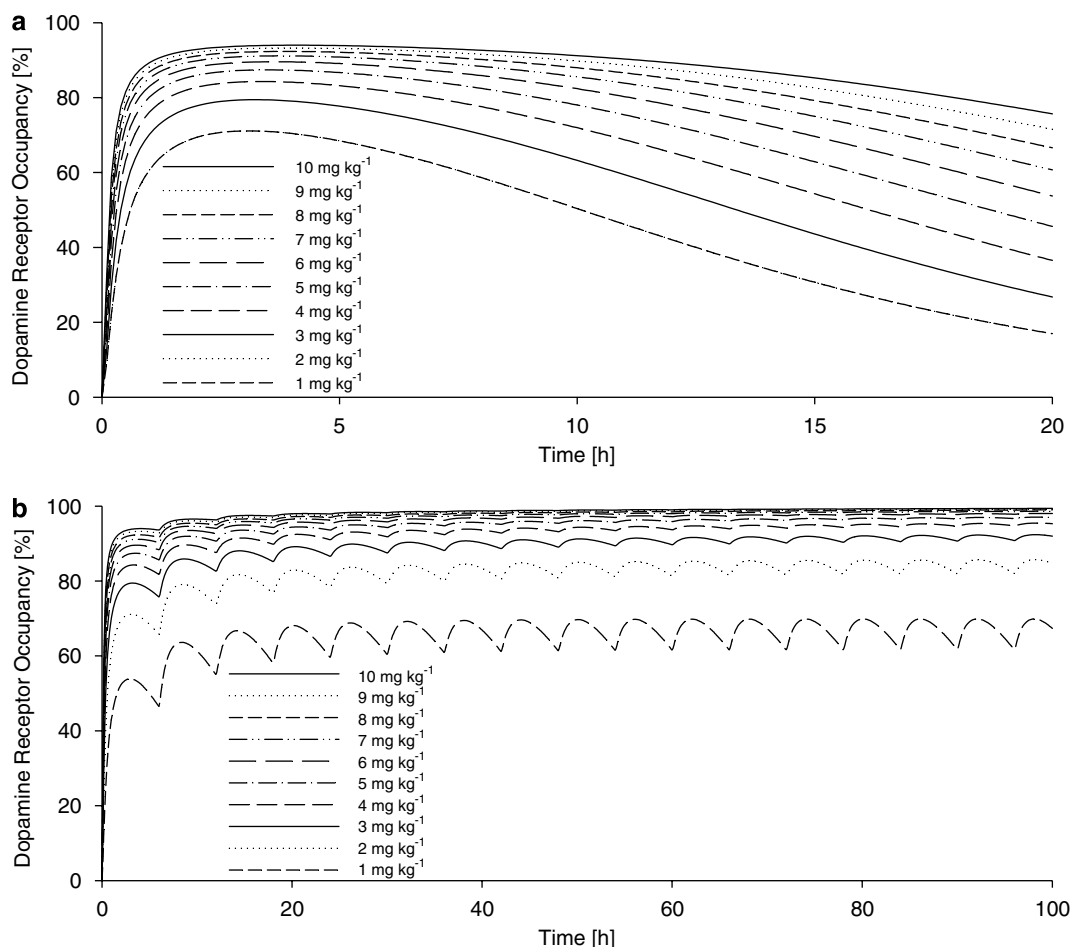 a
Dopamine Receptor Occupancy [%]
100
80
60
40
20
0
10 mg kg⁻¹
9 mg kg⁻¹
8 mg kg⁻¹
7 mg kg⁻¹
6 mg kg⁻¹
5 mg kg⁻¹
4 mg kg⁻¹
3 mg kg⁻¹
2 mg kg⁻¹
1 mg kg⁻¹
0 5 10 15 20
Time [h]
b
Dopamine Receptor Occupancy [%]
100
80
60
40
20
0
10 mg kg⁻¹
9 mg kg⁻¹
8 mg kg⁻¹
7 mg kg⁻¹
6 mg kg⁻¹
5 mg kg⁻¹
4 mg kg⁻¹
3 mg kg⁻¹
2 mg kg⁻¹
1 mg kg⁻¹
0 20 40 60 80 100
Time [h]